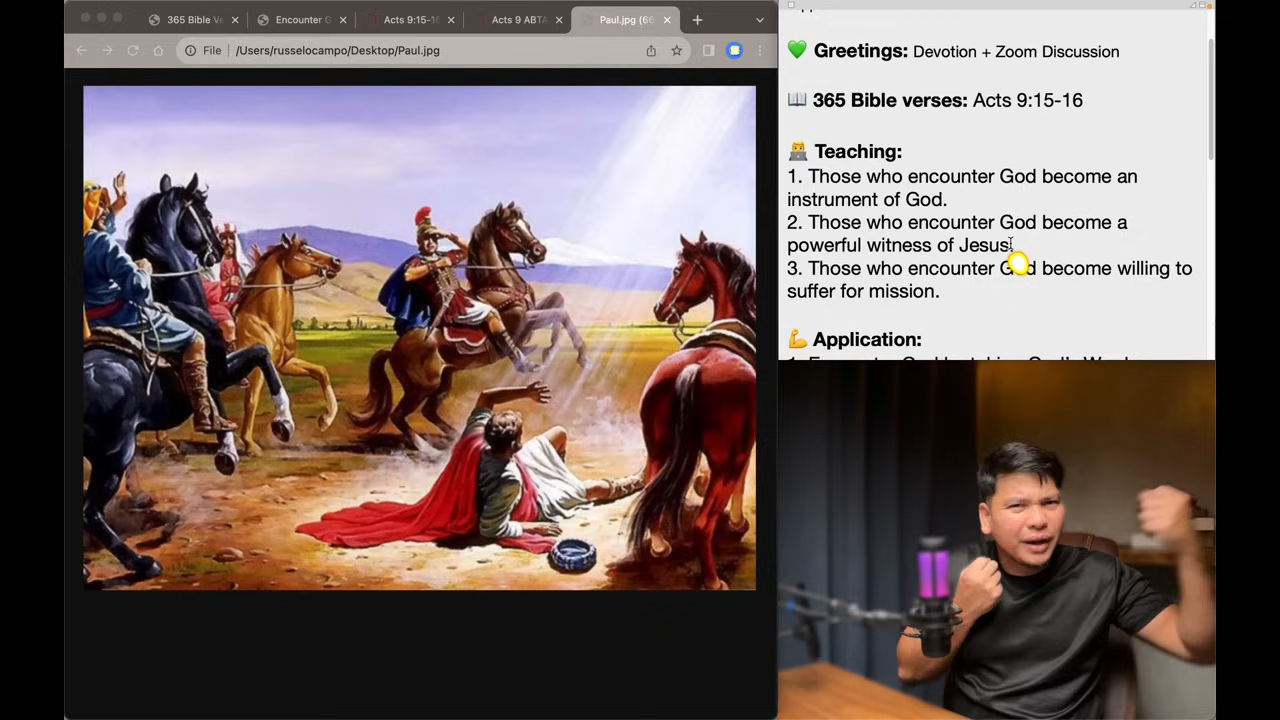 365 Bible Ve
Encounter G
Acts 9:15-16
Acts 9 ABTA
Paul.jpg (66
File
/Users/russelocampo/Desktop/Paul.jpg
💚 Greetings: Devotion + Zoom Discussion
📖 365 Bible verses: Acts 9:15-16
👨‍💻 Teaching:
1. Those who encounter God become an
instrument of God.
2. Those who encounter God become a
powerful witness of Jesus.
3. Those who encounter God become willing to
suffer for mission.
💪 Application: